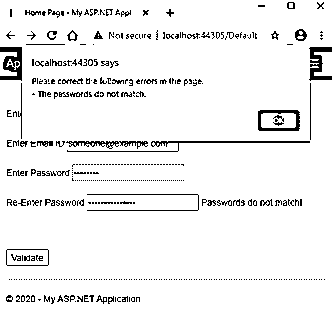 Home Page - My ASP.NET Appl
Not secure | localhost:44305/Default
Ap
localhost:44305 says
Please correct the following errors in the page.
- The passwords do not match.
OK
Enter Email ID someone@example.com
Enter Password ········
Re-Enter Password ·············· Passwords do not match!
Validate
© 2020 - My ASP.NET Application